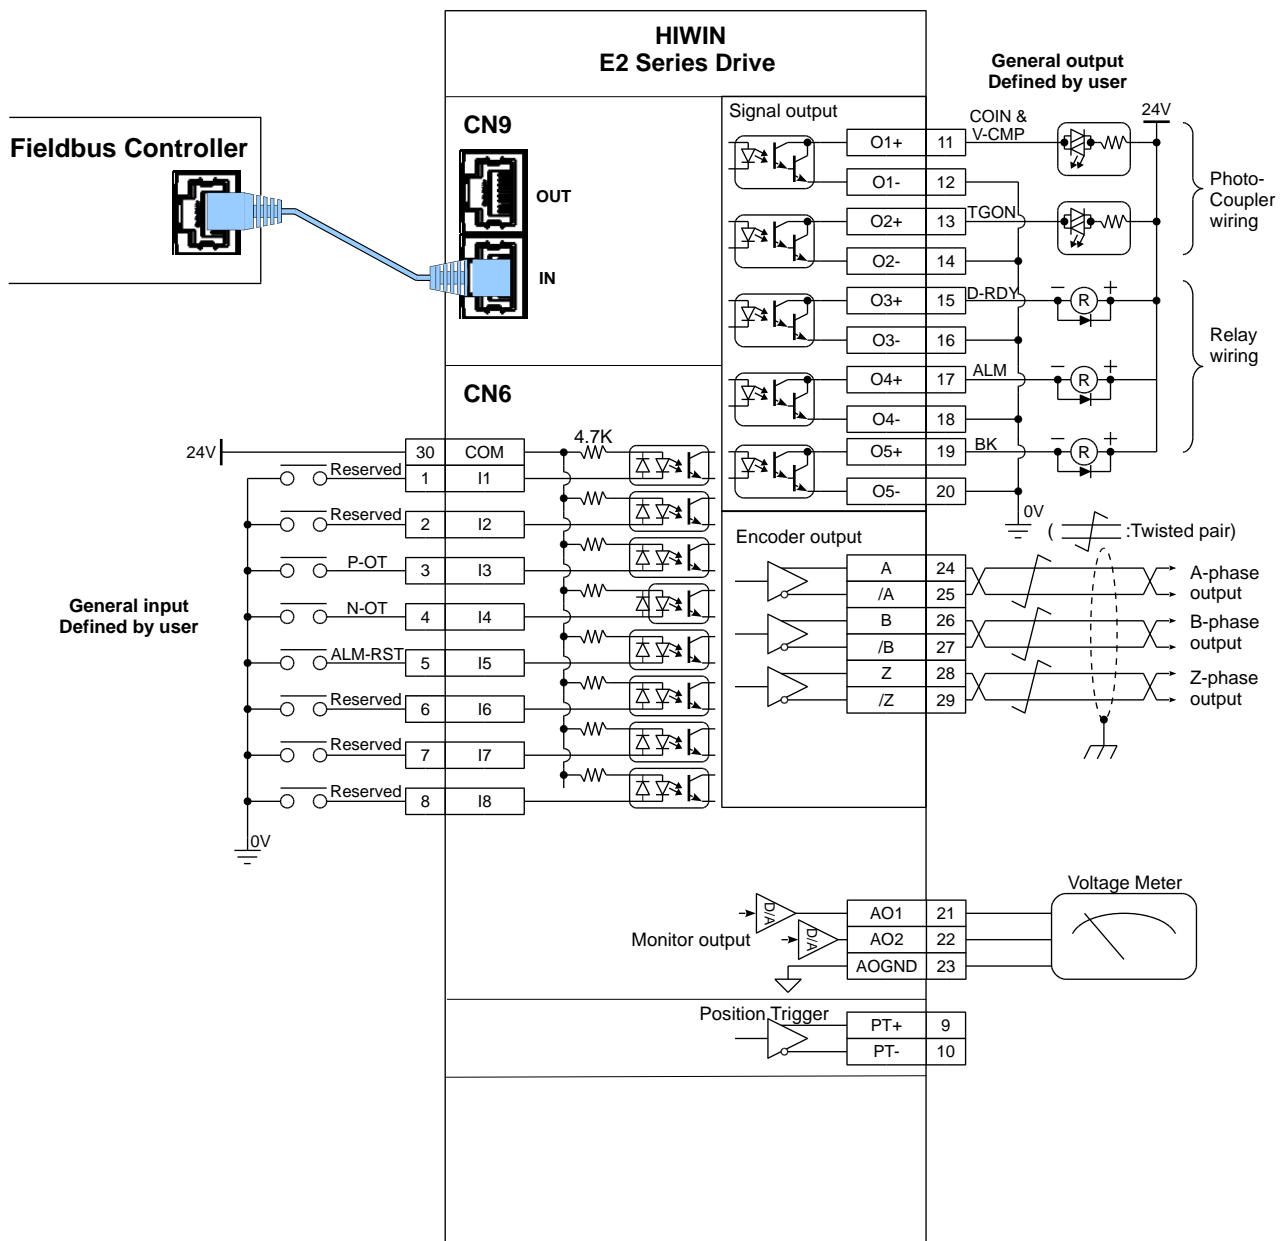 HIWIN
E2 Series Drive
General output
Defined by user
Fieldbus Controller
CN9
OUT
IN
Signal output
O1+ 11 COIN & V-CMP
O1- 12
O2+ 13 TGON
O2- 14
O3+ 15 D-RDY
O3- 16
O4+ 17 ALM
O4- 18
O5+ 19 BK
O5- 20
24V
0V
Photo-
Coupler
wiring
− R +
− R +
− R +
Relay
wiring
CN6
24V 30 COM 4.7K
Reserved 1 I1
Reserved 2 I2
P-OT 3 I3
N-OT 4 I4
ALM-RST 5 I5
Reserved 6 I6
Reserved 7 I7
Reserved 8 I8
0V
General input
Defined by user
Encoder output
( :Twisted pair)
A 24
/A 25
B 26
/B 27
Z 28
/Z 29
A-phase
output
B-phase
output
Z-phase
output
Monitor output
D/A
D/A
AO1 21
AO2 22
AOGND 23
Voltage Meter
Position Trigger
PT+ 9
PT- 10